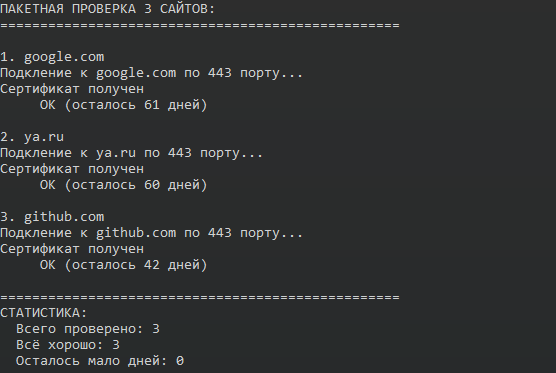 ПАКЕТНАЯ ПРОВЕРКА 3 САЙТОВ:
==================================================
1. google.com
Подкление к google.com по 443 порту...
Сертификат получен
OK (осталось 61 дней)
2. ya.ru
Подкление к ya.ru по 443 порту...
Сертификат получен
OK (осталось 60 дней)
3. github.com
Подкление к github.com по 443 порту...
Сертификат получен
OK (осталось 42 дней)
==================================================
СТАТИСТИКА:
Всего проверено: 3
Всё хорошо: 3
Осталось мало дней: 0